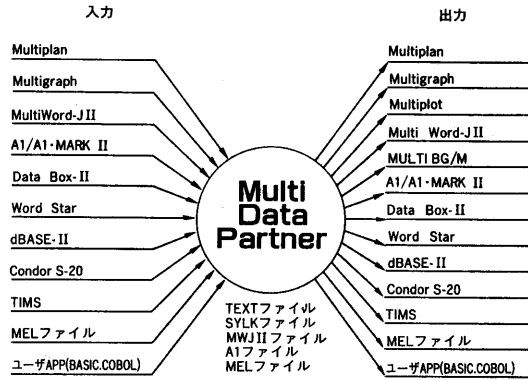 入力
Multiplan
Multigraph
MultiWord-JII
A1/A1・MARK II
Data Box-II
Word Star
dBASE-II
Condor S-20
TIMS
MELファイル
ユーザAPP(BASIC.COBOL)
Multi
Data
Partner
TEXTファイル
SYLKファイル
MWJIIファイル
A1ファイル
MELファイル
出力
Multiplan
Multigraph
Multiplot
Multi Word-JII
MULTI BG/M
A1/A1・MARK II
Data Box-II
Word Star
dBASE-II
Condor S-20
TIMS
MELファイル
ユーザAPP(BASIC.COBOL)